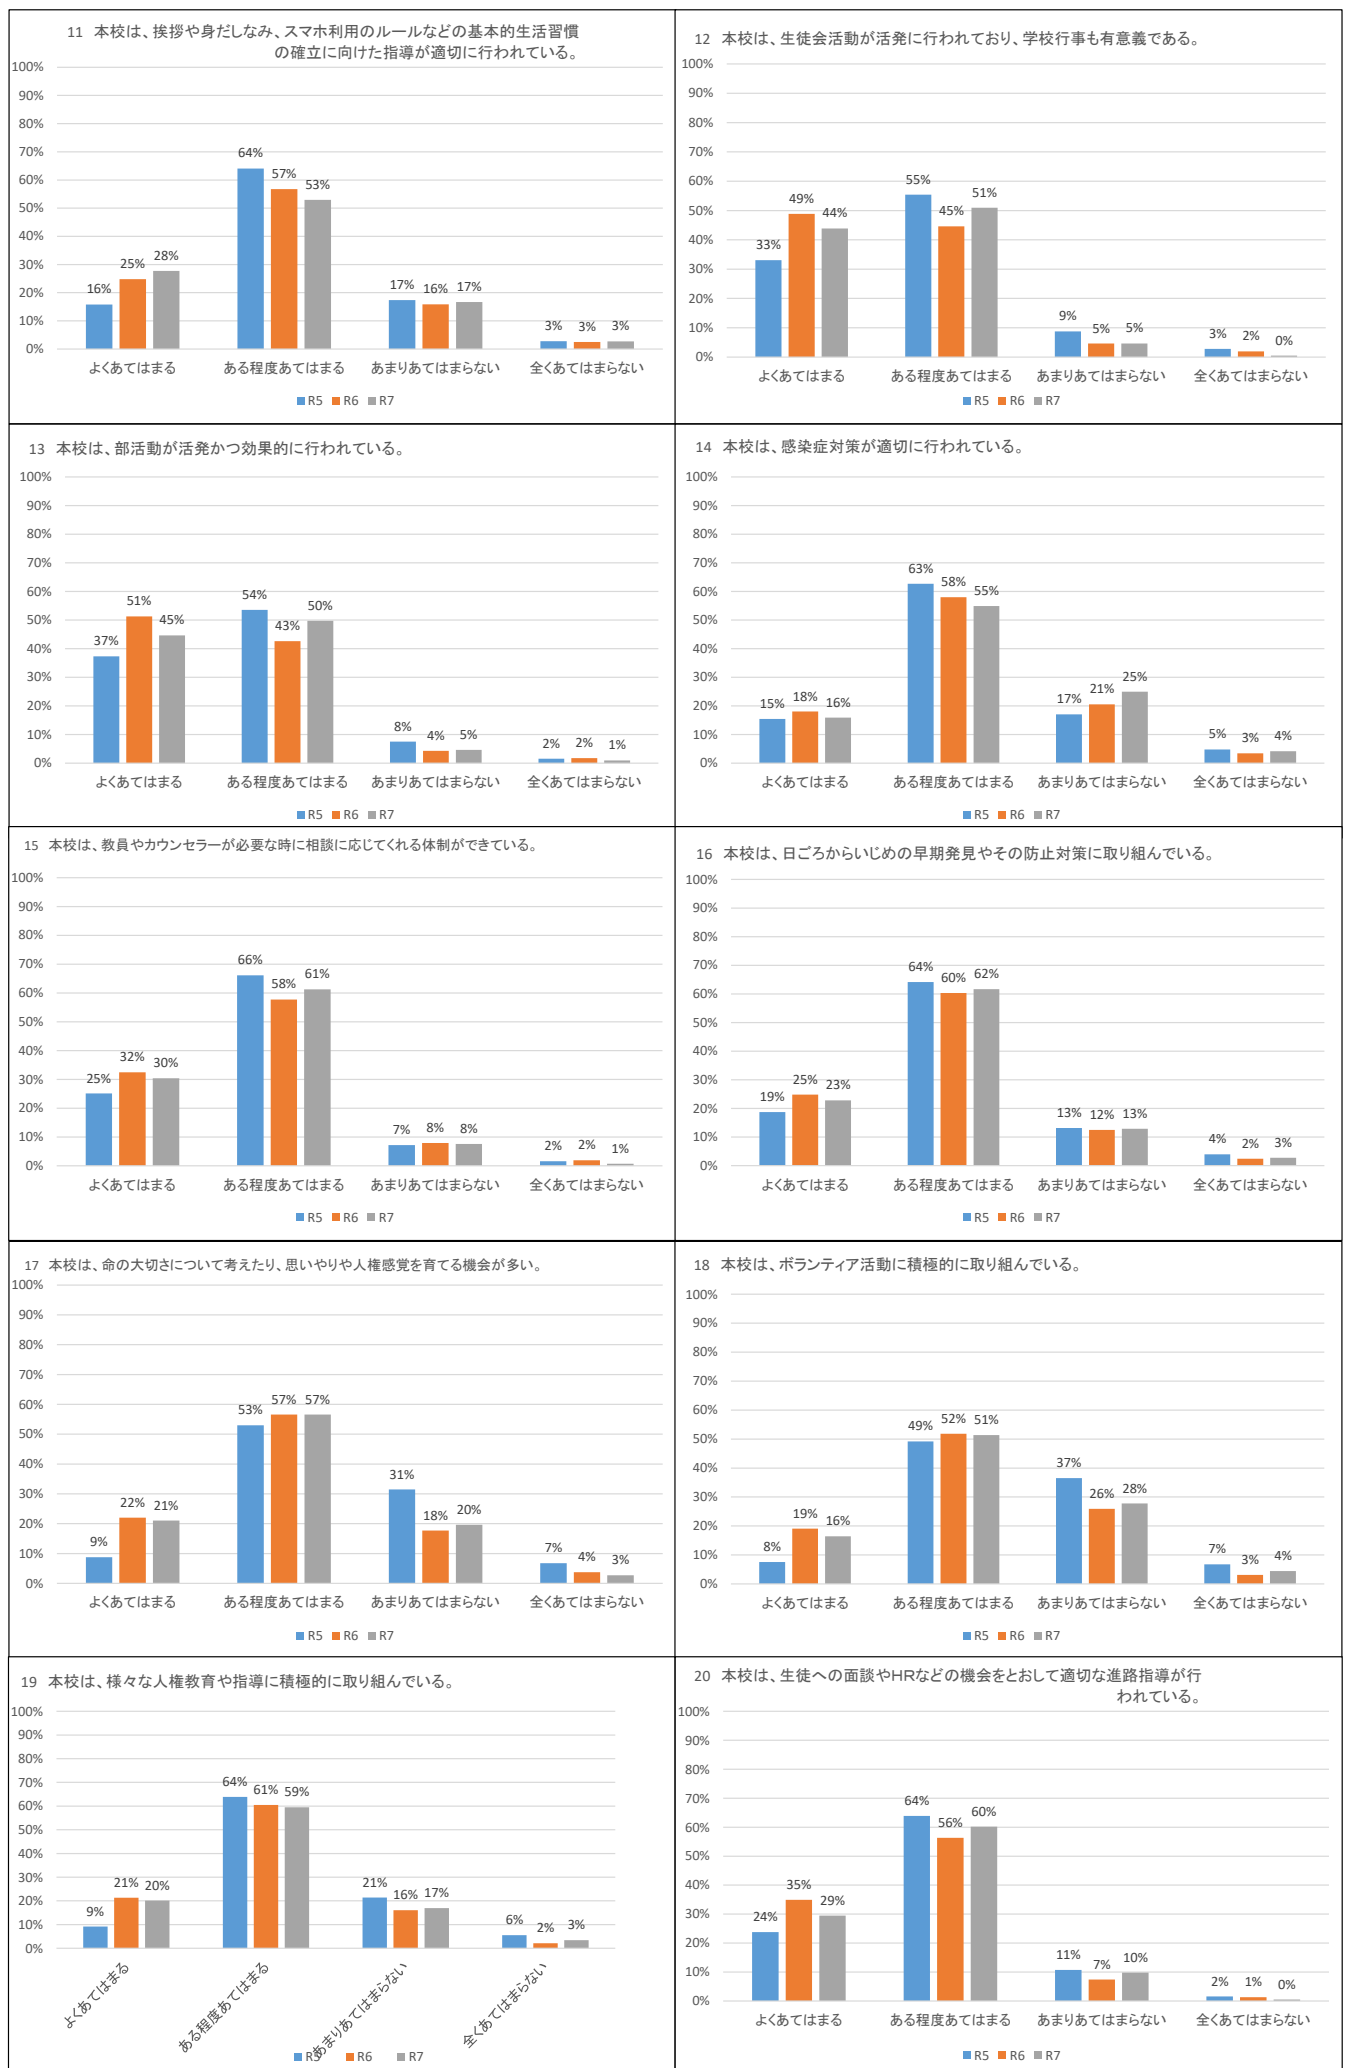 11 本校は、挨拶や身だしなみ、スマホ利用のルールなどの基本的生活習慣
の確立に向けた指導が適切に行われている。
100%
90%
80%
70%
60%
50%
40%
30%
20%
10%
0%
64% 57% 53%
16% 25% 28%
17% 16% 17%
3% 3% 3%
よくあてはまる ある程度あてはまる あまりあてはまらない 全くあてはまらない
R5 R6 R7
12 本校は、生徒会活動が活発に行われており、学校行事も有意義である。
100%
90%
80%
70%
60%
50%
40%
30%
20%
10%
0%
33% 49% 44%
55% 45% 51%
9% 5% 5%
3% 2% 0%
よくあてはまる ある程度あてはまる あまりあてはまらない 全くあてはまらない
R5 R6 R7
13 本校は、部活動が活発かつ効果的に行われている。
100%
90%
80%
70%
60%
50%
40%
30%
20%
10%
0%
37% 51% 45%
54% 43% 50%
8% 4% 5%
2% 2% 1%
よくあてはまる ある程度あてはまる あまりあてはまらない 全くあてはまらない
R5 R6 R7
14 本校は、感染症対策が適切に行われている。
100%
90%
80%
70%
60%
50%
40%
30%
20%
10%
0%
15% 18% 16%
63% 58% 55%
17% 21% 25%
5% 3% 4%
よくあてはまる ある程度あてはまる あまりあてはまらない 全くあてはまらない
R5 R6 R7
15 本校は、教員やカウンセラーが必要な時に相談に応じてくれる体制ができている。
100%
90%
80%
70%
60%
50%
40%
30%
20%
10%
0%
25% 32% 30%
66% 58% 61%
7% 8% 8%
2% 2% 1%
よくあてはまる ある程度あてはまる あまりあてはまらない 全くあてはまらない
R5 R6 R7
16 本校は、日ごろからいじめの早期発見やその防止対策に取り組んでいる。
100%
90%
80%
70%
60%
50%
40%
30%
20%
10%
0%
19% 25% 23%
64% 60% 62%
13% 12% 13%
4% 2% 3%
よくあてはまる ある程度あてはまる あまりあてはまらない 全くあてはまらない
R5 R6 R7
17 本校は、命の大切さについて考えたり、思いやりや人権感覚を育てる機会が多い。
100%
90%
80%
70%
60%
50%
40%
30%
20%
10%
0%
9% 22% 21%
53% 57% 57%
31% 18% 20%
7% 4% 3%
よくあてはまる ある程度あてはまる あまりあてはまらない 全くあてはまらない
R5 R6 R7
18 本校は、ボランティア活動に積極的に取り組んでいる。
100%
90%
80%
70%
60%
50%
40%
30%
20%
10%
0%
8% 19% 16%
49% 52% 51%
37% 26% 28%
7% 3% 4%
よくあてはまる ある程度あてはまる あまりあてはまらない 全くあてはまらない
R5 R6 R7
19 本校は、様々な人権教育や指導に積極的に取り組んでいる。
100%
90%
80%
70%
60%
50%
40%
30%
20%
10%
0%
9% 21% 20%
64% 61% 59%
21% 16% 17%
6% 2% 3%
よくあてはまる ある程度あてはまる あまりあてはまらない 全くあてはまらない
R5 R6 R7
20 本校は、生徒への面談やHRなどの機会をとおして適切な進路指導が行
われている。
100%
90%
80%
70%
60%
50%
40%
30%
20%
10%
0%
24% 35% 29%
64% 56% 60%
11% 7% 10%
2% 1% 0%
よくあてはまる ある程度あてはまる あまりあてはまらない 全くあてはまらない
R5 R6 R7